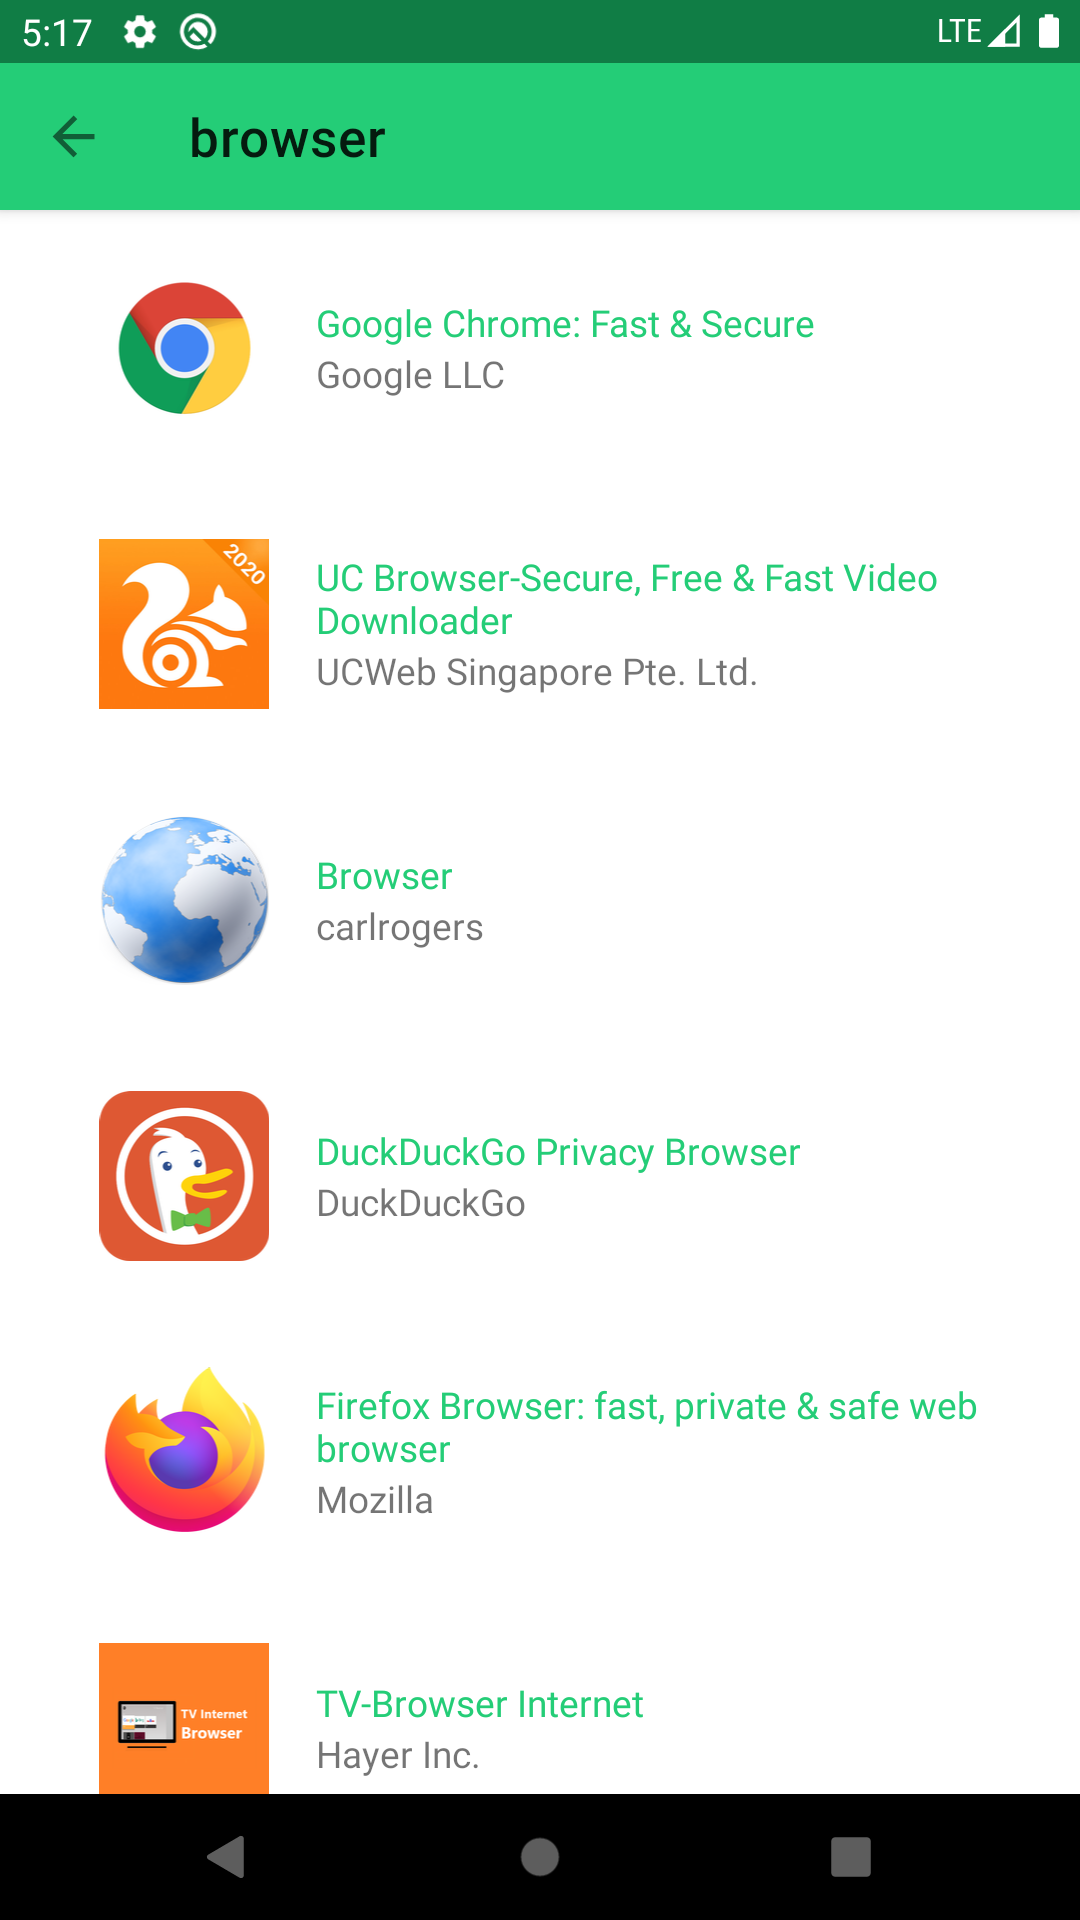 5:17
LTE
browser
Google Chrome: Fast & Secure
Google LLC
2020
UC Browser-Secure, Free & Fast Video
Downloader
UCWeb Singapore Pte. Ltd.
Browser
carlrogers
DuckDuckGo Privacy Browser
DuckDuckGo
Firefox Browser: fast, private & safe web
browser
Mozilla
TV Internet
Browser
TV-Browser Internet
Hayer Inc.